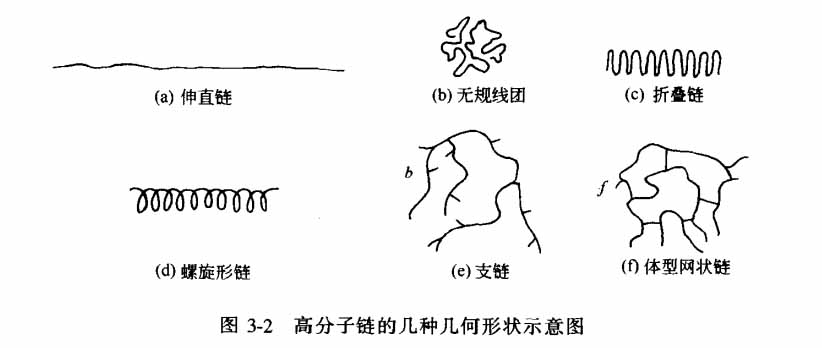 (a) 伸直链
(b) 无规线团
(c) 折叠链
b
f
(d) 螺旋形链
(e) 支链
(f) 体型网状链
图 3-2 高分子链的几种几何形状示意图